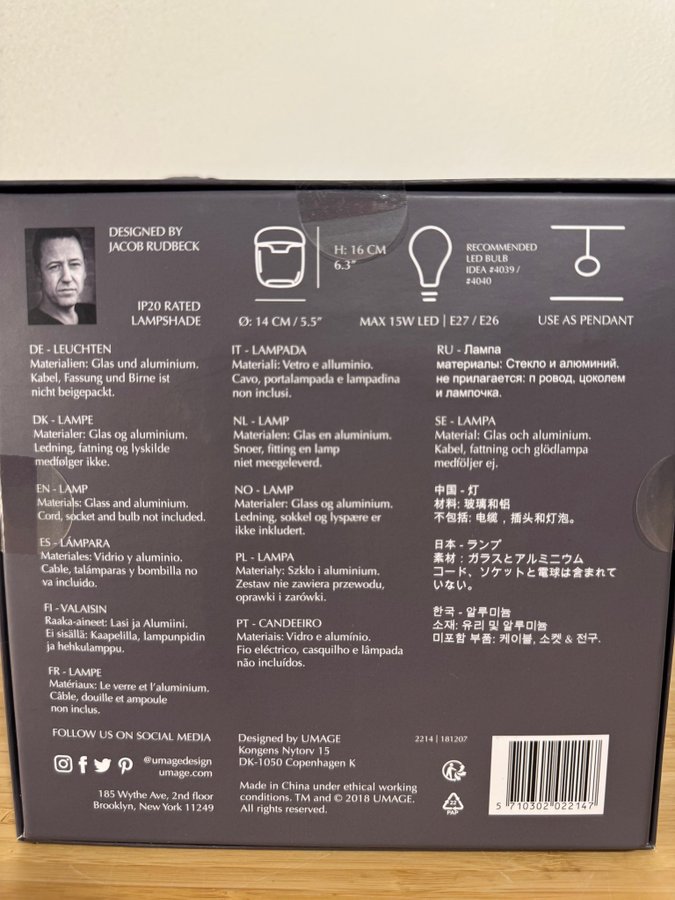 DESIGNED BY
JACOB RUDBECK
IP20 RATED
LAMPSHADE
H: 16 CM
6.3"
Ø: 14 CM / 5.5"
RECOMMENDED
LED BULB
IDEA #4039 /
#4040
MAX 15W LED | E27 / E26
USE AS PENDANT
DE - LEUCHTEN
Materialien: Glas und aluminium.
Kabel, Fassung und Birne ist
nicht beigepackt.
DK - LAMPE
Materialer: Glas og aluminium.
Ledning, fatning og lyskilde
medfølger ikke.
EN - LAMP
Materials: Glass and aluminium.
Cord, socket and bulb not included.
ES - LÁMPARA
Materiales: Vidrio y aluminio.
Cable, talámparas y bombilla no
va incluido.
FI - VALAISIN
Raaka-aineet: Lasi ja Alumiini.
Ei sisällä: Kaapelilla, lampunpidin
ja hehkulamppu.
FR - LAMPE
Matériaux: Le verre et l'aluminium.
Câble, douille et ampoule
non inclus.
IT - LAMPADA
Materiali: Vetro e alluminio.
Cavo, portalampada e lampadina
non inclusi.
NL - LAMP
Materialen: Glas en aluminium.
Snoer, fitting en lamp
niet meegeleverd.
NO - LAMP
Materialer: Glass og aluminium.
Ledning, sokkel og lyspære er
ikke inkludert.
PL - LAMPA
Materiały: Szkło i aluminium.
Zestaw nie zawiera przewodu,
oprawki i żarówki.
PT - CANDEEIRO
Materiais: Vidro e alumínio.
Fio eléctrico, casquilho e lâmpada
não incluídos.
RU - Лампа
материалы: Стекло и алюминий.
не прилагается: п ровод, цоколем
и лампочка.
SE - LAMPA
Material: Glas och aluminium.
Kabel, fattning och glödlampa
medföljer ej.
中国 - 灯
材料: 玻璃和铝
不包括: 电缆，插头和灯泡。
日本 - ランプ
素材：ガラスとアルミニウム
コード、ソケットと電球は含まれて
いない。
한국 - 알루미늄
소재: 유리 및 알루미늄
미포함 부품: 케이블, 소켓 & 전구.
FOLLOW US ON SOCIAL MEDIA
@umagedesign
umage.com
185 Wythe Ave, 2nd floor
Brooklyn, New York 11249
Designed by UMAGE
Kongens Nytorv 15
DK-1050 Copenhagen K
Made in China under ethical working
conditions. TM and © 2018 UMAGE.
All rights reserved.
2214 | 181207
22
PAP
5 710302 022147